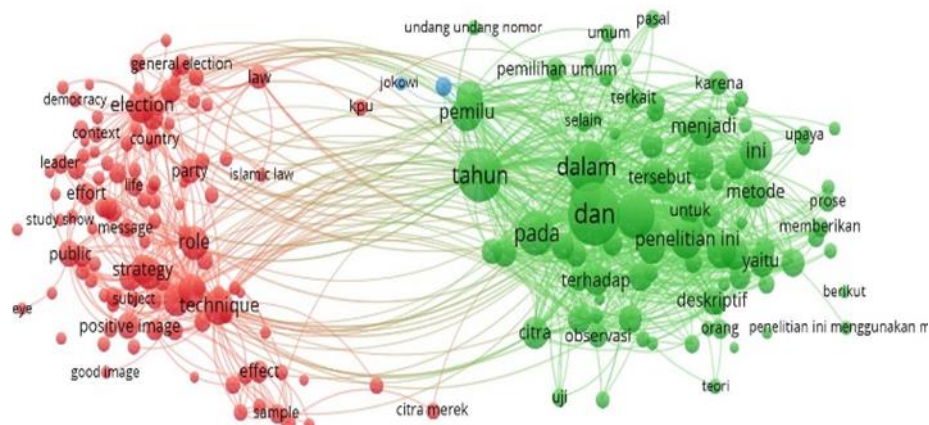 undang undang nomor
umum
pasal
general election
law
jokowi
pemilihan umum
karena
democracy
election
kpu
pemilu
terkait
context
country
selain
menjadi
upaya
leader
party
islamic law
tahun
dalam
tersebut
ini
effort
life
metode
study show
message
dan
untuk
prose
public
role
pada
penelitian ini
memberikan
strategy
terhadap
yaitu
eye
subject
technique
deskriptif
berikut
positive image
citra
observasi
orang
penelitian ini menggunakan m
good image
effect
teori
sample
citra merek
uji